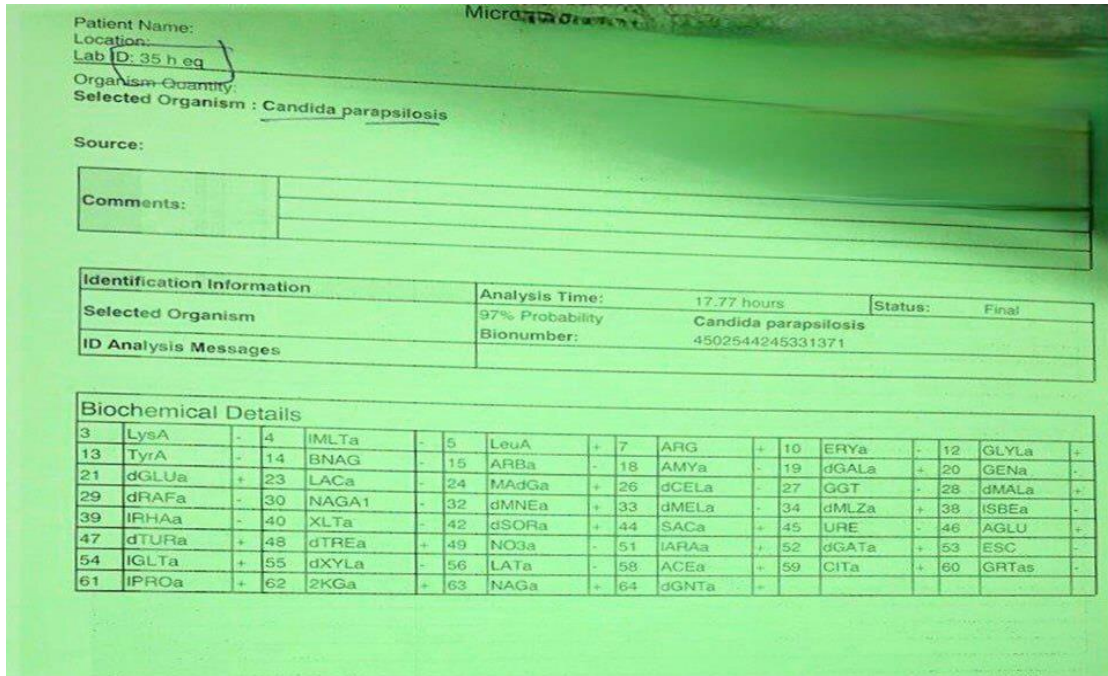 Patient Name:
Location:
Lab ID: 35 h eq
Organism Quantity:
Selected Organism : Candida parapsilosis
Source:
Comments:
Identification Information
Analysis Time: 17.77 hours Status: Final
Selected Organism
97% Probability Candida parapsilosis
Bionumber: 4502544245331371
ID Analysis Messages
Biochemical Details
3 LysA - 4 IMLTa - 5 LeuA + 7 ARG + 10 ERYa - 12 GLYLa +
13 TyrA - 14 BNAG - 15 ARBa - 18 AMYa - 19 dGALa + 20 GENa -
21 dGLUa + 23 LACa - 24 MAdGa + 26 dCELa - 27 GGT - 28 dMALa +
29 dRAFa - 30 NAGA1 - 32 dMNEa + 33 dMELa - 34 dMLZa + 38 ISBEa -
39 IRHAa - 40 XLTa - 42 dSORa + 44 SACa + 45 URE - 46 AGLU +
47 dTURa + 48 dTREa + 49 NO3a - 51 IARAa + 52 dGATa + 53 ESC -
54 IGLTa + 55 dXYLa + 56 LATa - 58 ACEa + 59 CITa + 60 GRTas -
61 IPROa + 62 2KGa + 63 NAGa + 64 dGNTa +